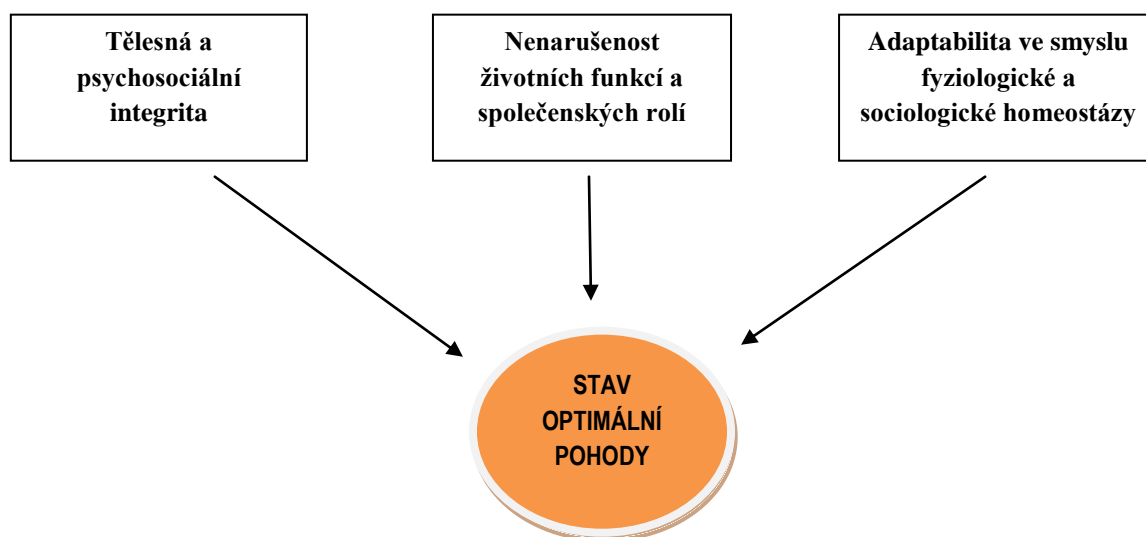 Tělesná a
psychosociální
integrita
Nenarušenost
životních funkcí a
společenských rolí
Adaptabilita ve smyslu
fyziologické a
sociologické homeostázy
STAV
OPTIMÁLNÍ
POHODY